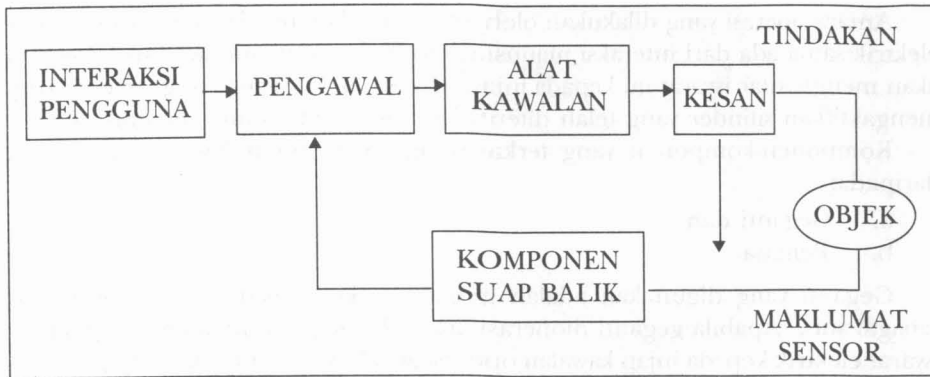 TINDAKAN
INTERAKSI
PENGGUNA
PENGAWAL
ALAT
KAWALAN
KESAN
OBJEK
KOMPONEN
SUAP BALIK
MAKLUMAT
SENSOR